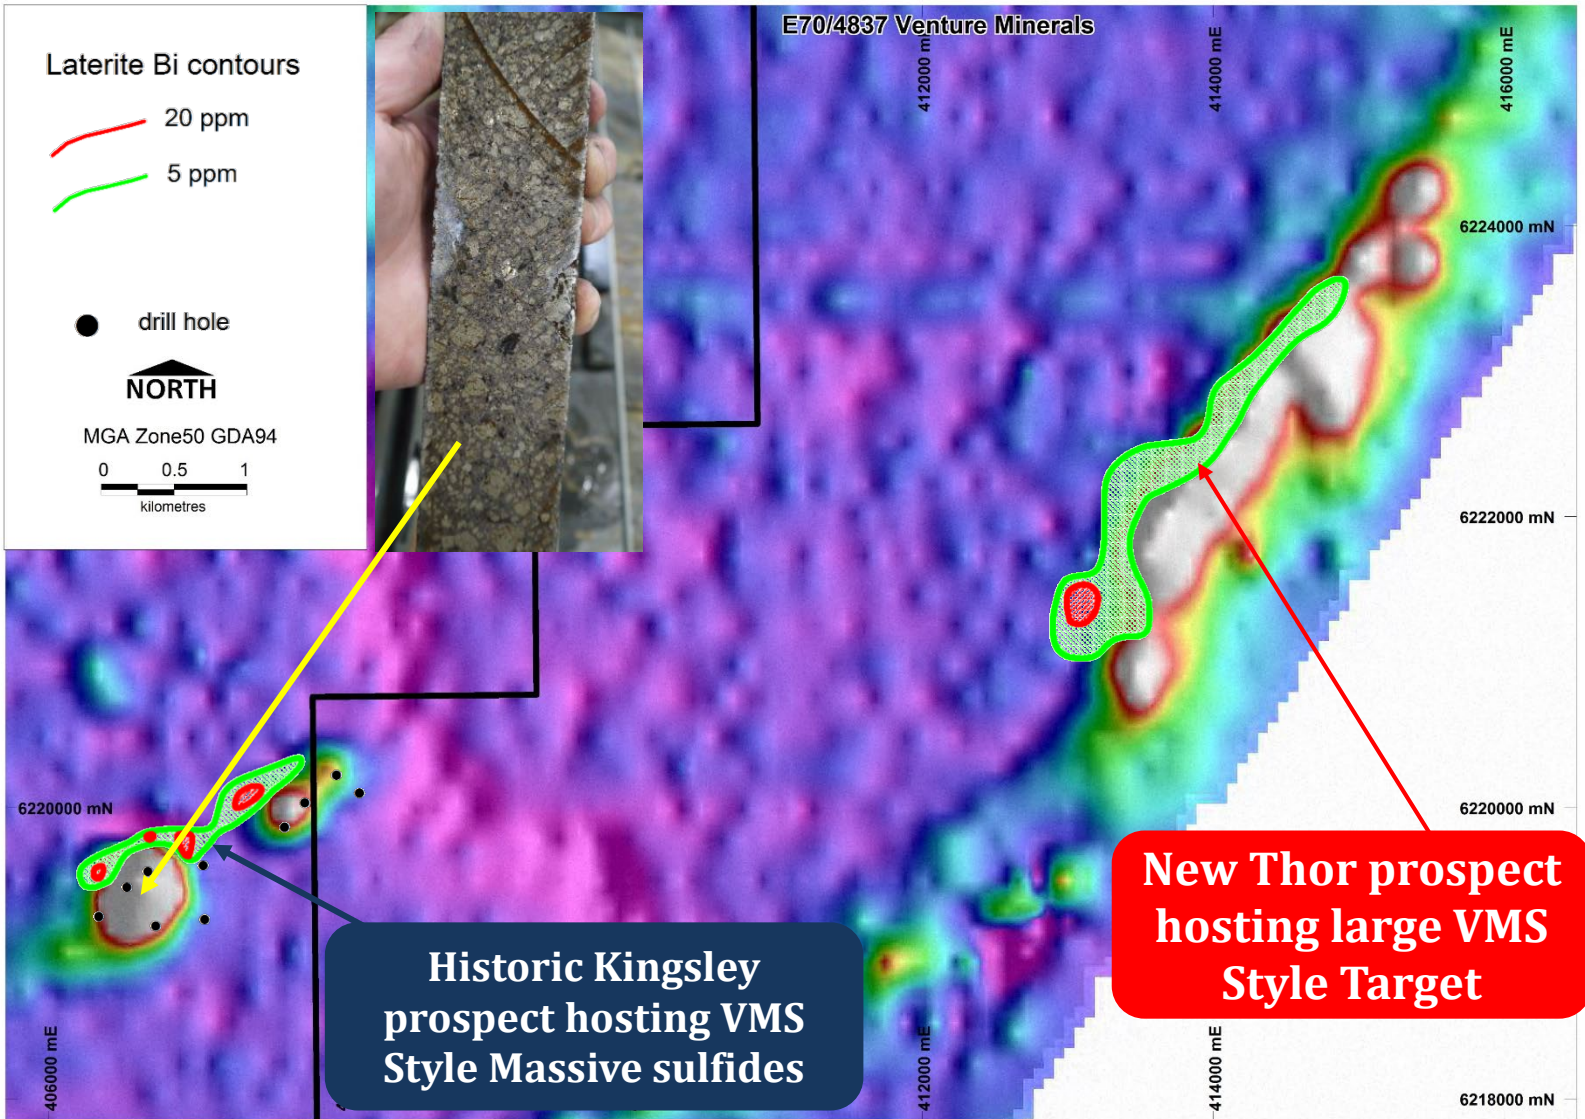 E70/4837 Venture Minerals
Laterite Bi contours
20 ppm
5 ppm
drill hole
NORTH
MGA Zone50 GDA94
0 0.5 1
kilometres
412000 mE
414000 mE
416000 mE
6224000 mN
6222000 mN
6220000 mN
6220000 mN
New Thor prospect
hosting large VMS
Style Target
Historic Kingsley
prospect hosting VMS
Style Massive sulfides
406000 mE
412000 mE
414000 mE
6218000 mN